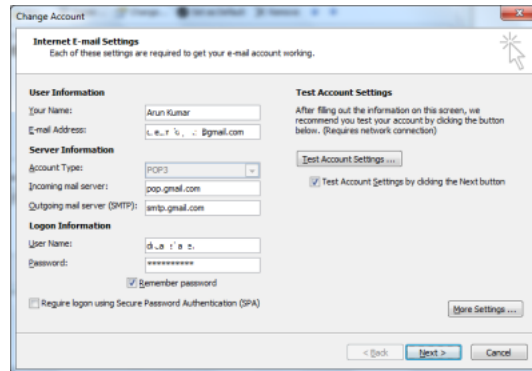 Change Account
Internet E-mail Settings
Each of these settings are required to get your e-mail account working.
User Information
Your Name:
Arun Kumar
E-mail Address:
@gmail.com
Server Information
Account Type:
POP3
Incoming mail server:
pop.gmail.com
Outgoing mail server (SMTP):
smtp.gmail.com
Logon Information
User Name:
Password:
**********
Remember password
Require logon using Secure Password Authentication (SPA)
Test Account Settings
After filling out the information on this screen, we
recommend you test your account by clicking the button
below. (Requires network connection)
Test Account Settings ...
Test Account Settings by clicking the Next button
More Settings ...
< Back
Next >
Cancel